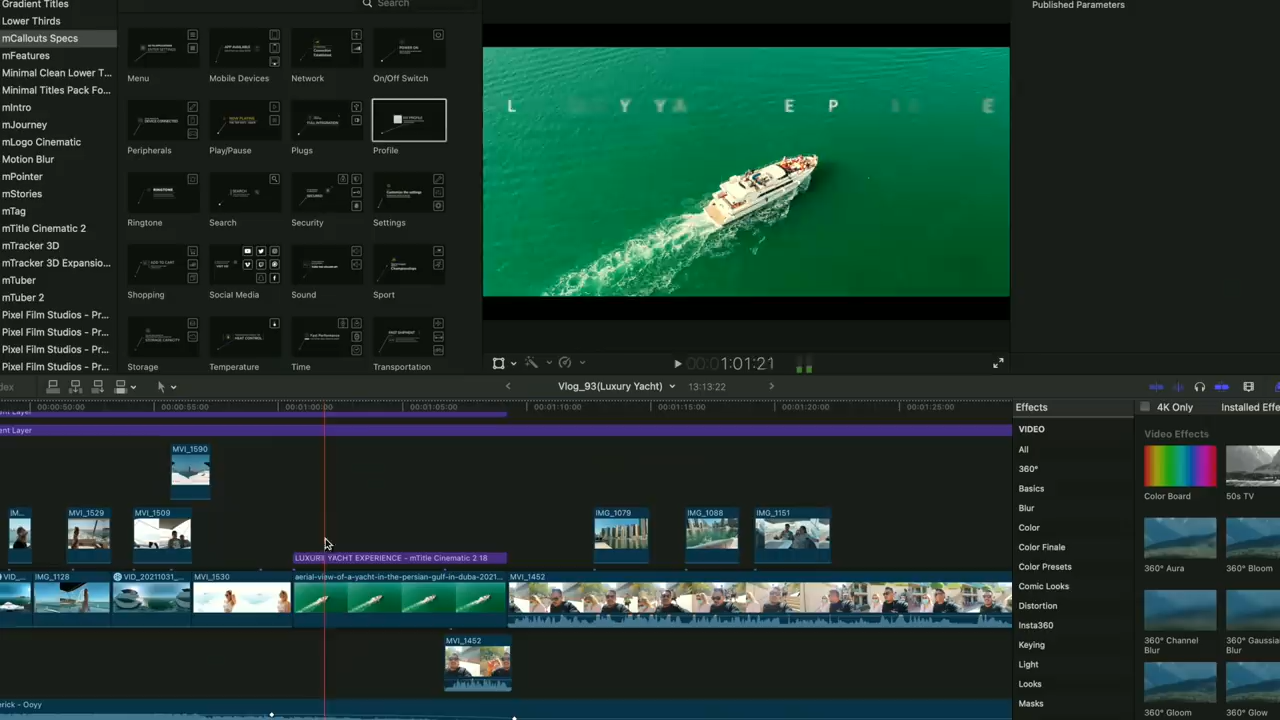 Gradient Titles
Lower Thirds
mCallouts Specs
mFeatures
Minimal Clean Lower T...
Minimal Titles Pack Fo...
mIntro
mJourney
mLogo Cinematic
Motion Blur
mPointer
mStories
mTag
mTitle Cinematic 2
mTracker 3D
mTracker 3D Expansio...
mTuber
mTuber 2
Pixel Film Studios - Pr...
Pixel Film Studios - Pr...
Pixel Film Studios - Pr...
Pixel Film Studios - Pr...
Search
Menu
Mobile Devices
Network
On/Off Switch
Peripherals
Play/Pause
Plugs
Profile
Ringtone
Search
Security
Settings
Shopping
Social Media
Sound
Sport
Storage
Temperature
Time
Transportation
L Y YA E P E
Published Parameters
00:01:01:21
Vlog_93(Luxury Yacht)
13:13:22
00:00:50:00
00:00:55:00
00:01:00:00
00:01:05:00
00:01:10:00
00:01:15:00
00:01:20:00
00:01:25:00
ent Layer
MVI_1590
IM...
MVI_1529
MVI_1509
IMG_1079
IMG_1088
IMG_1151
LUXURY YACHT EXPERIENCE - mTitle Cinematic 2 18
VID_...
IMG_1128
VID_20211031_...
MVI_1530
aerial-view-of-a-yacht-in-the-persian-gulf-in-duba-2021...
MVI_1452
MVI_1452
erick - Ooyy
Effects
4K Only
Installed Effe
VIDEO
All
360°
Basics
Blur
Color
Color Finale
Color Presets
Comic Looks
Distortion
Insta360
Keying
Light
Looks
Masks
Video Effects
Color Board
50s TV
360° Aura
360° Bloom
360° Channel
Blur
360° Gaussia
Blur
360° Gloom
360° Glow